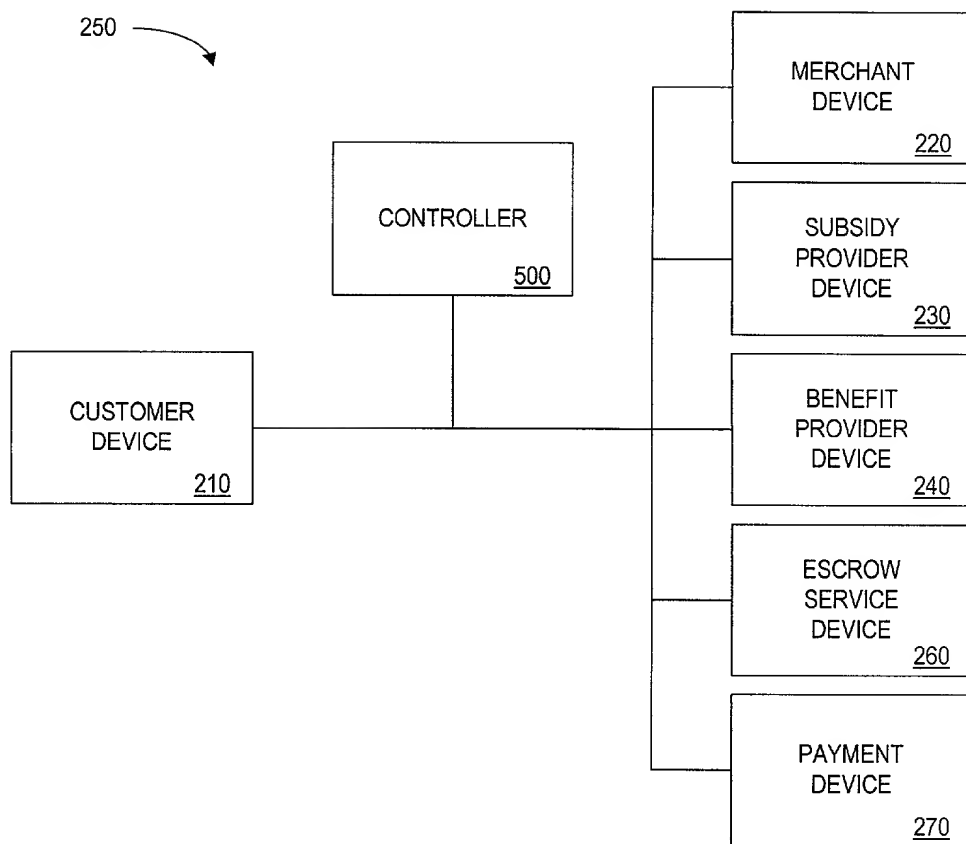 250
MERCHANT
DEVICE
220
CONTROLLER
500
SUBSIDY
PROVIDER
DEVICE
230
CUSTOMER
DEVICE
210
BENEFIT
PROVIDER
DEVICE
240
ESCROW
SERVICE
DEVICE
260
PAYMENT
DEVICE
270